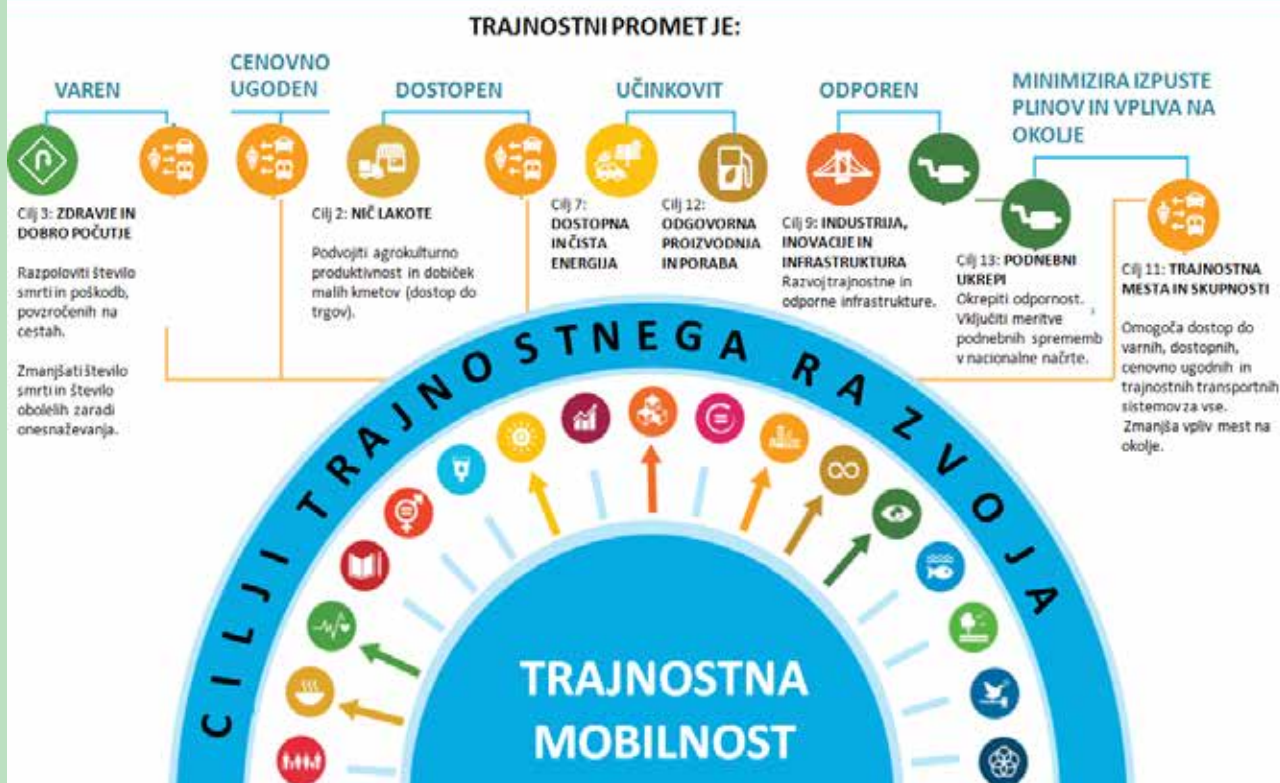 TRAJNOSTNI PROMET JE:
VAREN
CENOVNO
UGODEN
DOSTOPEN
UČINKOVIT
ODPOREN
MINIMIZIRA IZPUSTE
PLINOV IN VPLIVA NA
OKOLJE
Cilj 3: ZDRAVJE IN
DOBRO POČUTJE
Razpoloviti število
smrti in poškodb,
povzročenih na
cestah.
Zmanjšati število
smrti in število
obolelih zaradi
onesnaževanja.
Cilj 2: NIČ LAKOTE
Podvojiti agrokulturno
produktivnost in dobiček
malih kmetov (dostop do
trgov).
Cilj 7:
DOSTOPNA
IN ČISTA
ENERGIJA
Cilj 12:
ODGOVORNA
PROIZVODNJA
IN PORABA
Cilj 9: INDUSTRIJA,
INOVACIJE IN
INFRASTRUKTURA
Razvoj trajnostne in
odporne infrastrukture.
Cilj 13: PODNEBNI
UKREPI
Okrepiti odpornost.
Vključiti meritve
podnebnih sprememb
v nacionalne načrte.
Cilj 11: TRAJNOSTNA
MESTA IN SKUPNOSTI
Omogoča dostop do
varnih, dostopnih,
cenovno ugodnih in
trajnostnih transportnih
sistemov za vse.
Zmanjša vpliv mest na
okolje.
CILJI TRAJNOSTNEGA RAZVOJA
TRAJNOSTNA
MOBILNOST